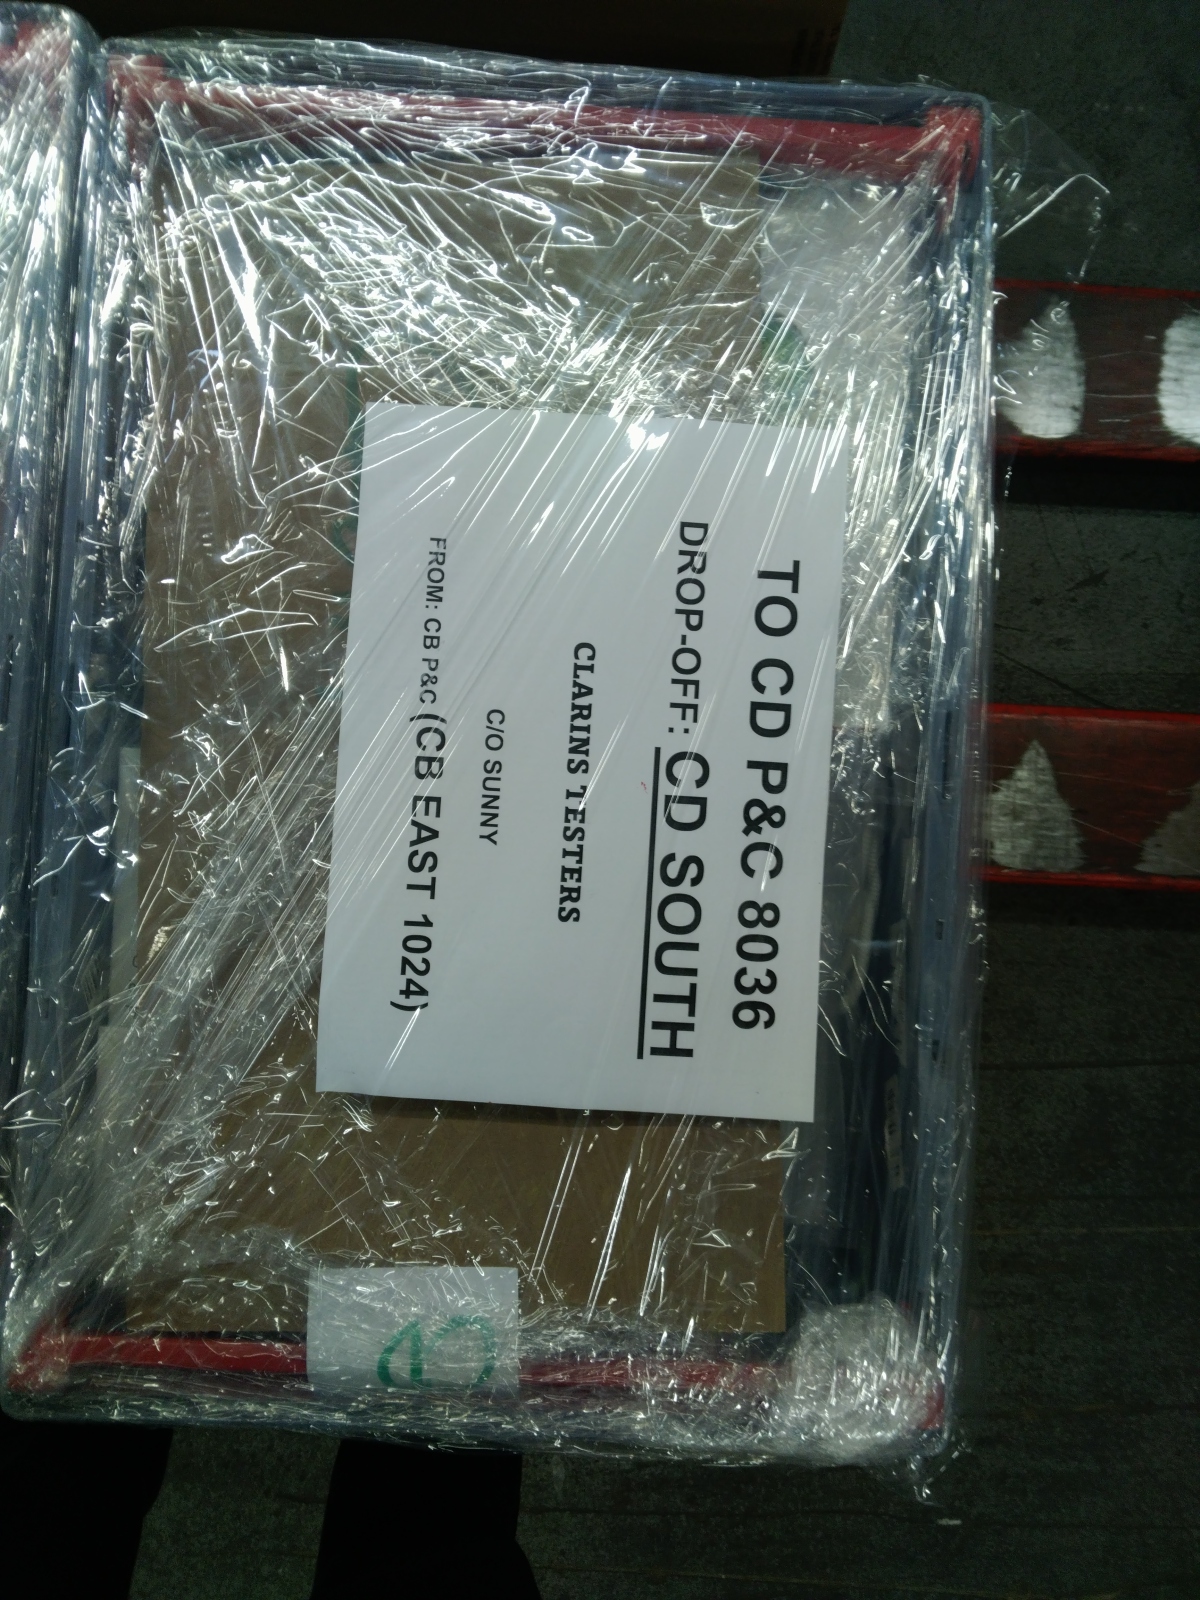 TO CD P&C 8036
DROP-OFF: CD SOUTH
CLARINS TESTERS
C/O SUNNY
FROM: CB P&C (CB EAST 1024)